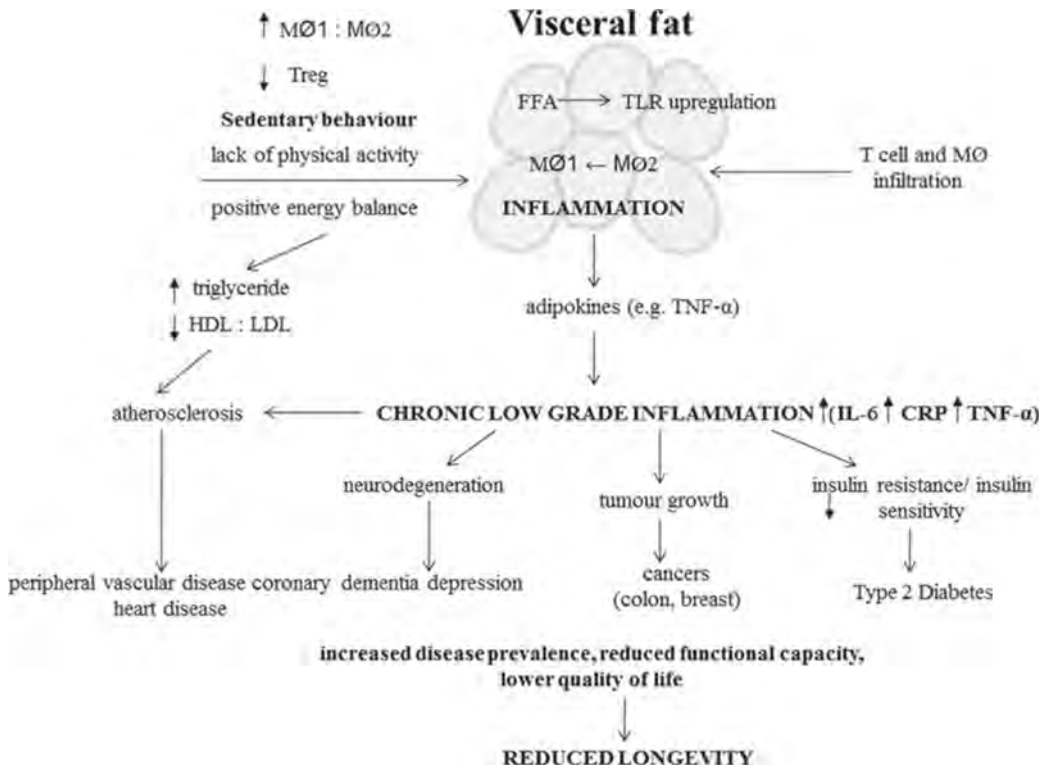 Visceral fat
↑ MØ1 : MØ2
↓ Treg
Sedentary behaviour
lack of physical activity
positive energy balance
FFA → TLR upregulation
MØ1 ← MØ2
INFLAMMATION
T cell and MØ
infiltration
↑ triglyceride
↓ HDL : LDL
adipokines (e.g. TNF-α)
atherosclerosis
CHRONIC LOW GRADE INFLAMMATION ↑(IL-6 ↑ CRP ↑ TNF-α)
neurodegeneration
tumour growth
insulin resistance/ insulin
↓ sensitivity
peripheral vascular disease coronary
heart disease
dementia depression
cancers
(colon, breast)
Type 2 Diabetes
increased disease prevalence, reduced functional capacity,
lower quality of life
REDUCED LONGEVITY